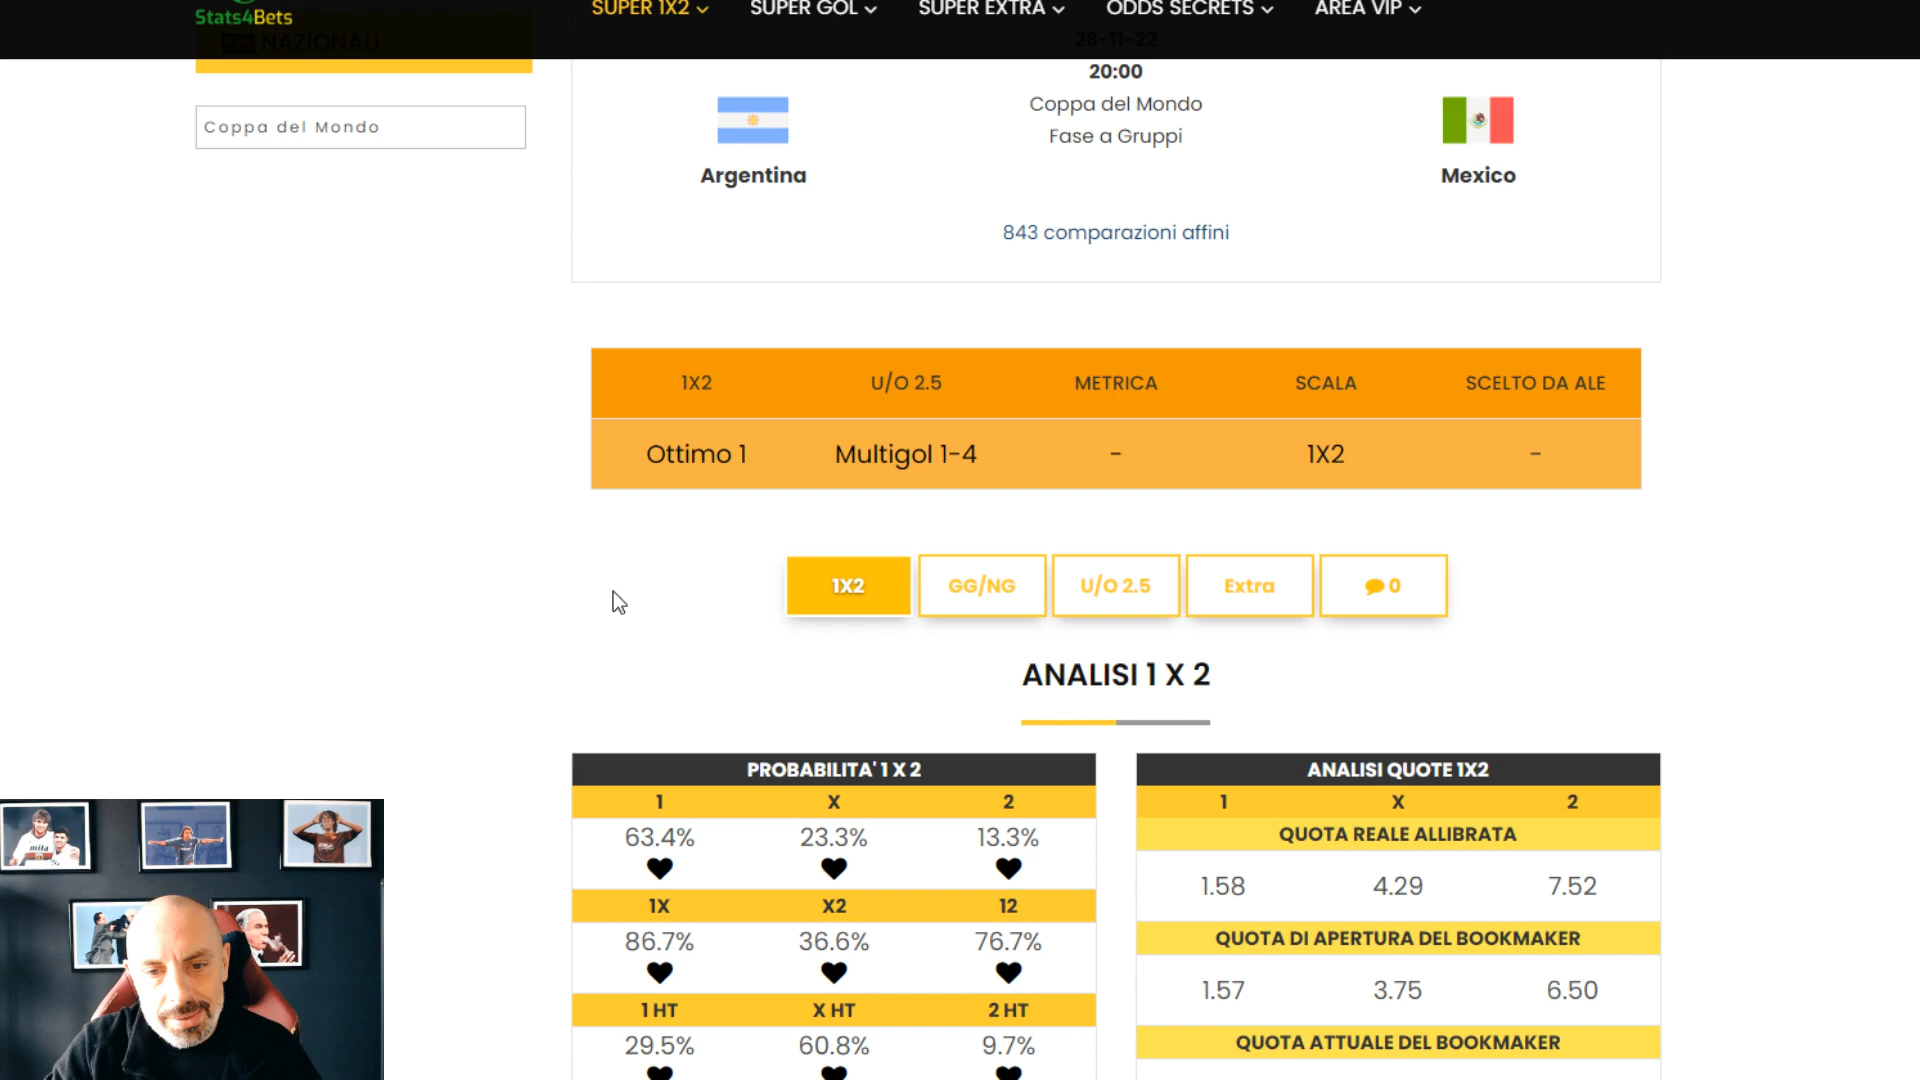 Stats4Bets
SUPER 1X2
SUPER GOL
SUPER EXTRA
ODDS SECRETS
AREA VIP
NAZIONALI
26-11-22
20:00
Coppa del Mondo
Coppa del Mondo
Fase a Gruppi
Argentina
Mexico
843 comparazioni affini
1X2 U/O 2.5 METRICA SCALA SCELTO DA ALE
Ottimo 1 Multigol 1-4 - 1X2 -
1X2 GG/NG U/O 2.5 Extra 0
ANALISI 1 X 2
PROBABILITA' 1 X 2
1 X 2
63.4% 23.3% 13.3%
1X X2 12
86.7% 36.6% 76.7%
1 HT X HT 2 HT
29.5% 60.8% 9.7%
ANALISI QUOTE 1X2
1 X 2
QUOTA REALE ALLIBRATA
1.58 4.29 7.52
QUOTA DI APERTURA DEL BOOKMAKER
1.57 3.75 6.50
QUOTA ATTUALE DEL BOOKMAKER